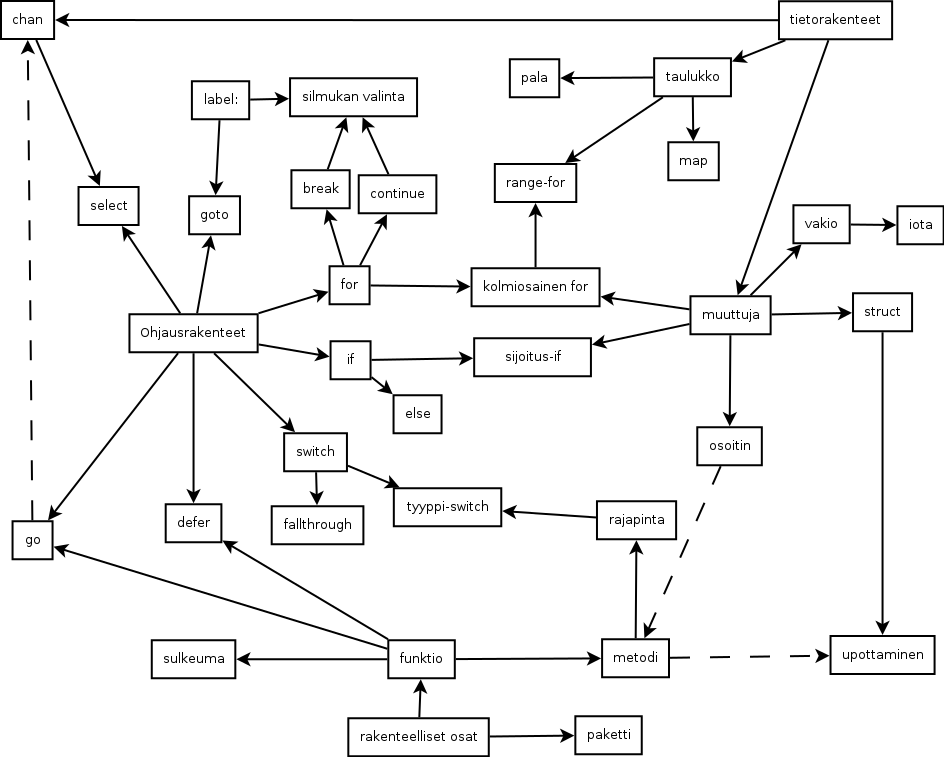 chan
tietorakenteet
pala
taulukko
label:
silmukan valinta
map
range-for
break
continue
select
goto
vakio
iota
for
kolmiosainen for
muuttuja
struct
Ohjausrakenteet
if
sijoitus-if
else
osoitin
switch
tyyppi-switch
rajapinta
defer
fallthrough
go
sulkeuma
funktio
metodi
upottaminen
rakenteelliset osat
paketti